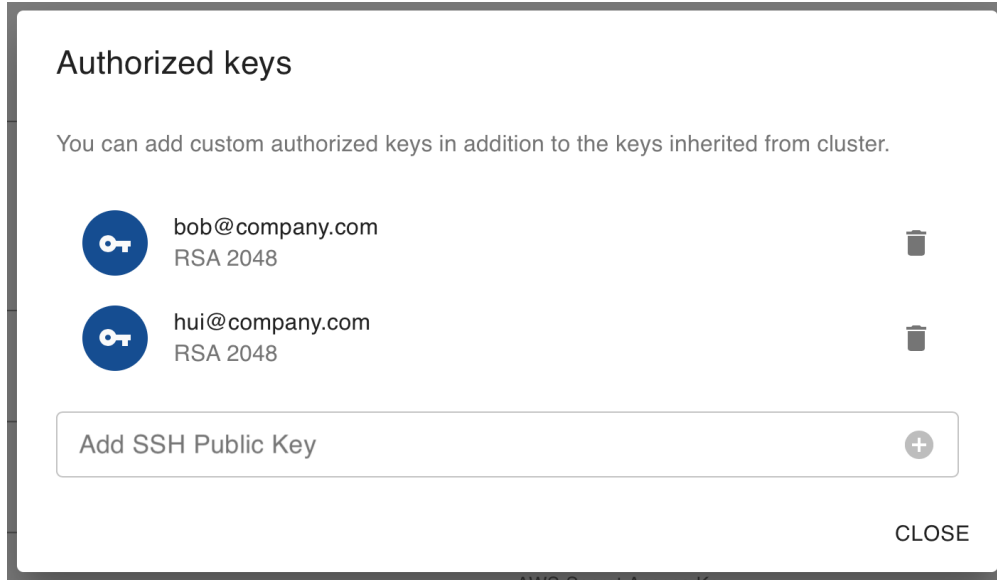 Authorized keys
You can add custom authorized keys in addition to the keys inherited from cluster.
bob@company.com
RSA 2048
hui@company.com
RSA 2048
Add SSH Public Key
CLOSE